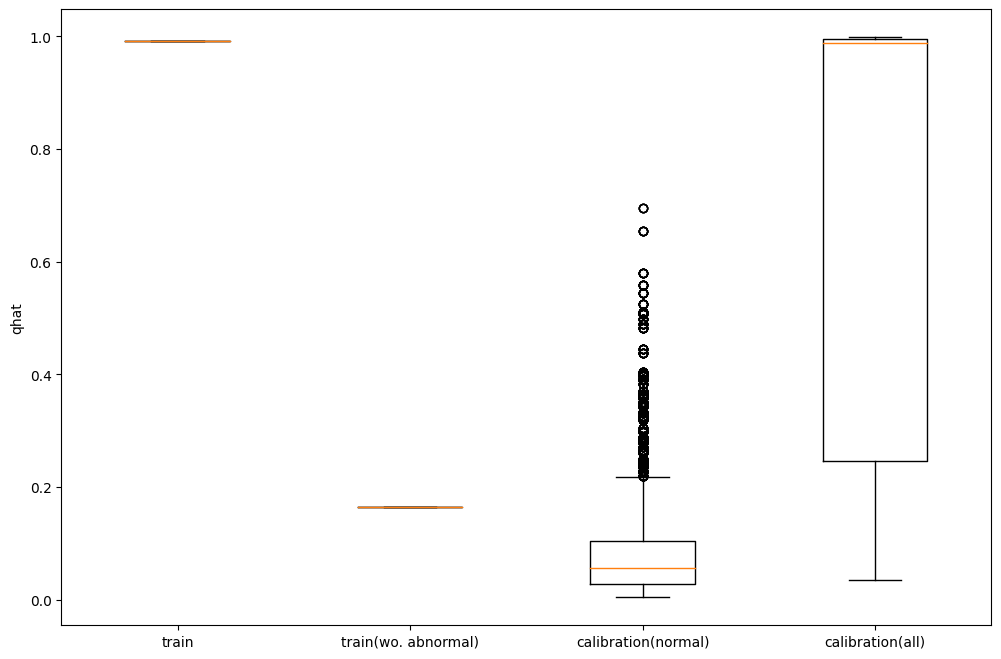 1.0
0.8
0.6
0.4
0.2
0.0
qhat
train
train(wo. abnormal)
calibration(normal)
calibration(all)